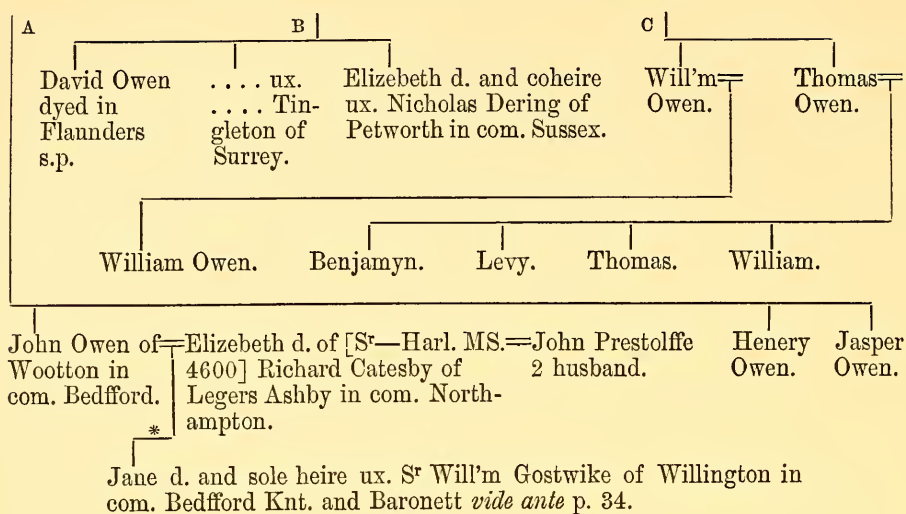 A
B
C
David Owen
dyed in
Flaunders
s.p.
. . . . ux.
. . . . Tin-
gleton of
Surrey.
Elizebeth d. and coheire
ux. Nicholas Dering of
Petworth in com. Sussex.
Will'm
Owen.
Thomas
Owen.
William Owen.
Benjamyn.
Levy.
Thomas.
William.
John Owen of
Wootton in
com. Bedfford.
Elizebeth d. of [Sʳ—Harl. MS.
4600] Richard Catesby of
Legers Ashby in com. North-
ampton.
John Prestolffe
2 husband.
Henery
Owen.
Jasper
Owen.
*
Jane d. and sole heire ux. Sʳ Will'm Gostwike of Willington in
com. Bedfford Knt. and Baronett vide ante p. 34.